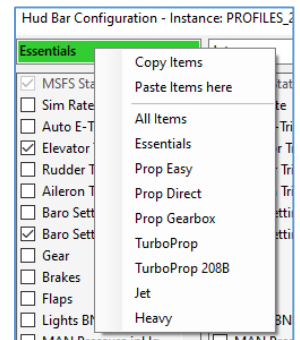 Hud Bar Configuration - Instance: PROFILES_2
Essentials
Copy Items
Paste Items here
All Items
Essentials
Prop Easy
Prop Direct
Prop Gearbox
TurboProp
TurboProp 208B
Jet
Heavy
MSFS Sta
Sim Rate
Auto E-T
Elevator
Rudder T
Aileron T
Baro Sett
Baro Sett
Gear
Brakes
Flaps
Lights BN